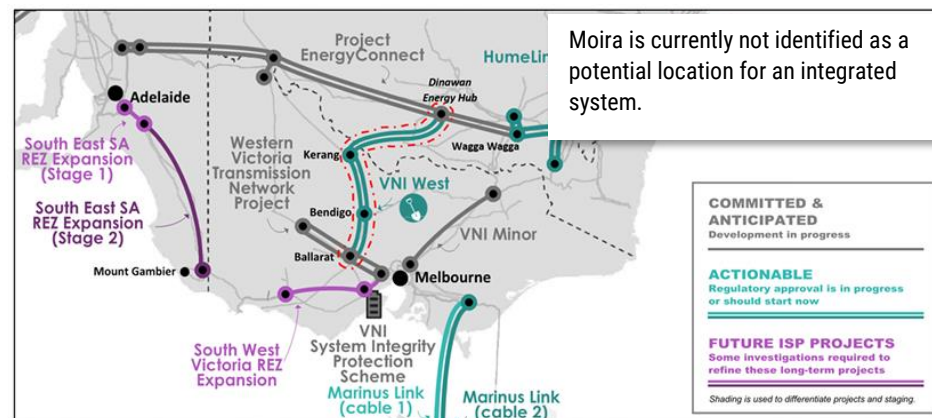 Project
EnergyConnect
HumeLin
Moira is currently not identified as a
potential location for an integrated
system.
Dinawan
Energy Hub
Adelaide
South East SA
REZ Expansion
(Stage 1)
Western
Victoria
Transmission
Network
Project
Kerang
Wagga Wagga
VNI West
South East SA
REZ Expansion
(Stage 2)
Bendigo
VNI Minor
Ballarat
Mount Gambier
Melbourne
South West
Victoria REZ
Expansion
VNI
System Integrity
Protection
Scheme
Marinus Link
(cable 1)
Marinus Link
(cable 2)
COMMITTED &
ANTICIPATED
Development in progress
ACTIONABLE
Regulatory approval is in progress
or should start now
FUTURE ISP PROJECTS
Some investigations required to
refine these long-term projects
Shading is used to differentiate projects and staging.